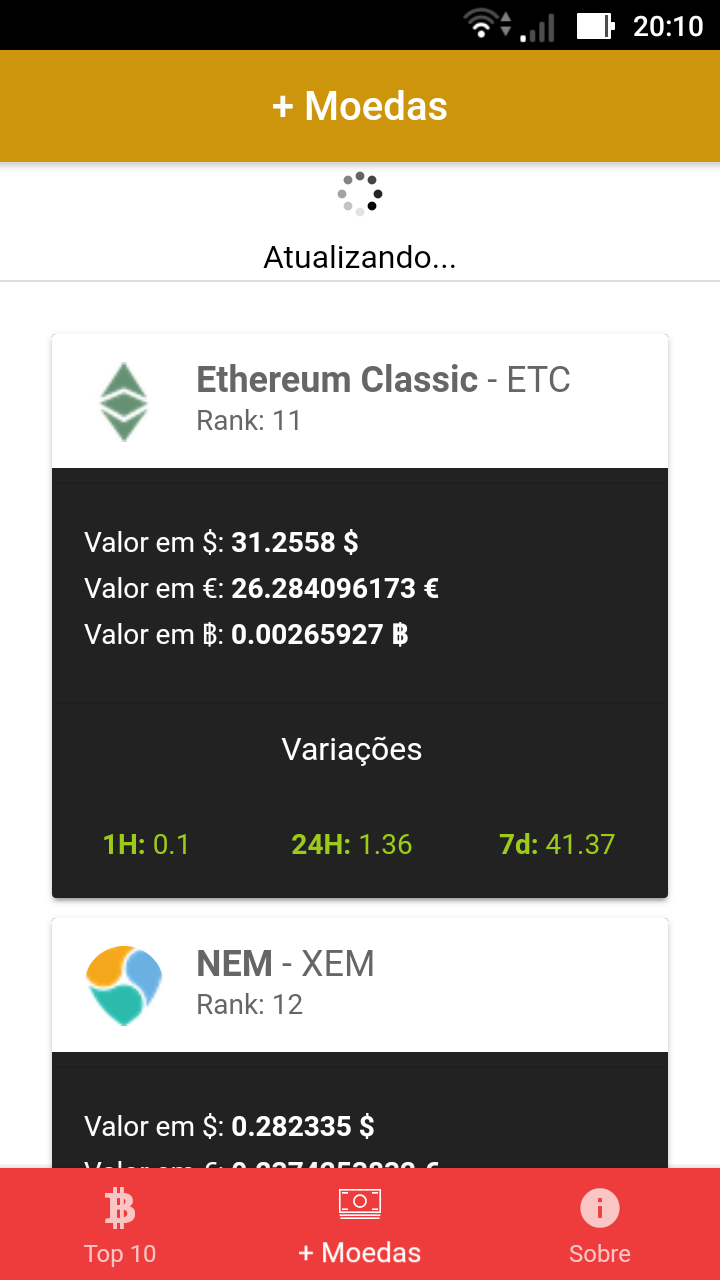 20:10
+ Moedas
Atualizando...
Ethereum Classic - ETC
Rank: 11
Valor em $: 31.2558 $
Valor em €: 26.284096173 €
Valor em ฿: 0.00265927 ฿
Variações
1H: 0.1 24H: 1.36 7d: 41.37
NEM - XEM
Rank: 12
Valor em $: 0.282335 $
Valor em
Top 10 + Moedas Sobre